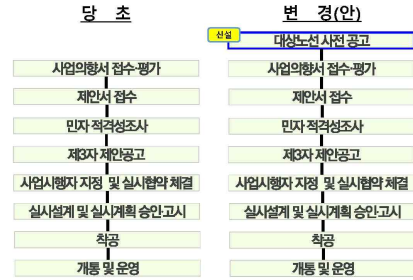 당 초
사업의향서 접수·평가
제안서 접수
민자 적격성조사
제3자 제안공고
사업시행자 지정 및 실시협약 체결
실시설계 및 실시계획 승인·고시
착공
개통 및 운영
변 경(안)
신설
대상노선 사전 공고
사업의향서 접수·평가
제안서 접수
민자 적격성조사
제3자 제안공고
사업시행자 지정 및 실시협약 체결
실시설계 및 실시계획 승인·고시
착공
개통 및 운영